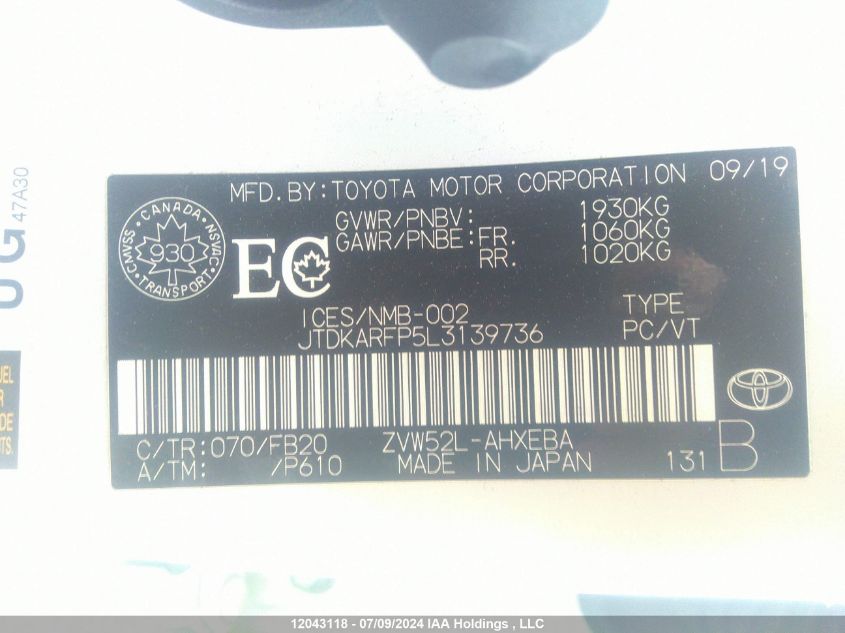 MFD.BY:TOYOTA MOTOR CORPORATION 09/19
GVWR/PNBV: 1930KG
GAWR/PNBE:FR. 1060KG
RR. 1020KG
CANADA
CMVSS 930 NSVAC
TRANSPORT
EC
ICES/NMB-002
JTDKARFP5L3139736
TYPE
PC/VT
C/TR:070/FB20 ZVW52L-AHXEBA
A/TM: /P610 MADE IN JAPAN 131 B
47A30
12043118 - 07/09/2024 IAA Holdings , LLC